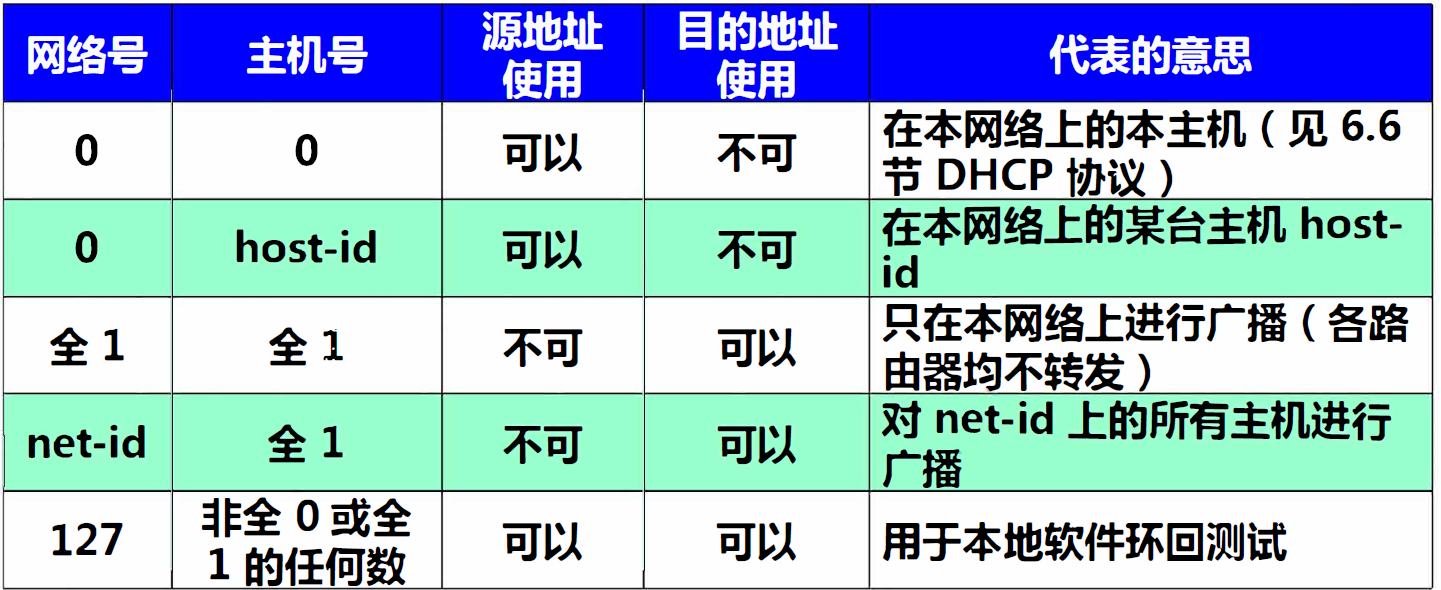 网络号
主机号
源地址
使用
目的地址
使用
代表的意思
0
0
可以
不可
在本网络上的本主机（见 6.6
节 DHCP 协议）
0
host-id
可以
不可
在本网络上的某台主机 host-
id
全 1
全 1
不可
可以
只在本网络上进行广播（各路
由器均不转发）
net-id
全 1
不可
可以
对 net-id 上的所有主机进行
广播
127
非全 0 或全
1 的任何数
可以
可以
用于本地软件环回测试